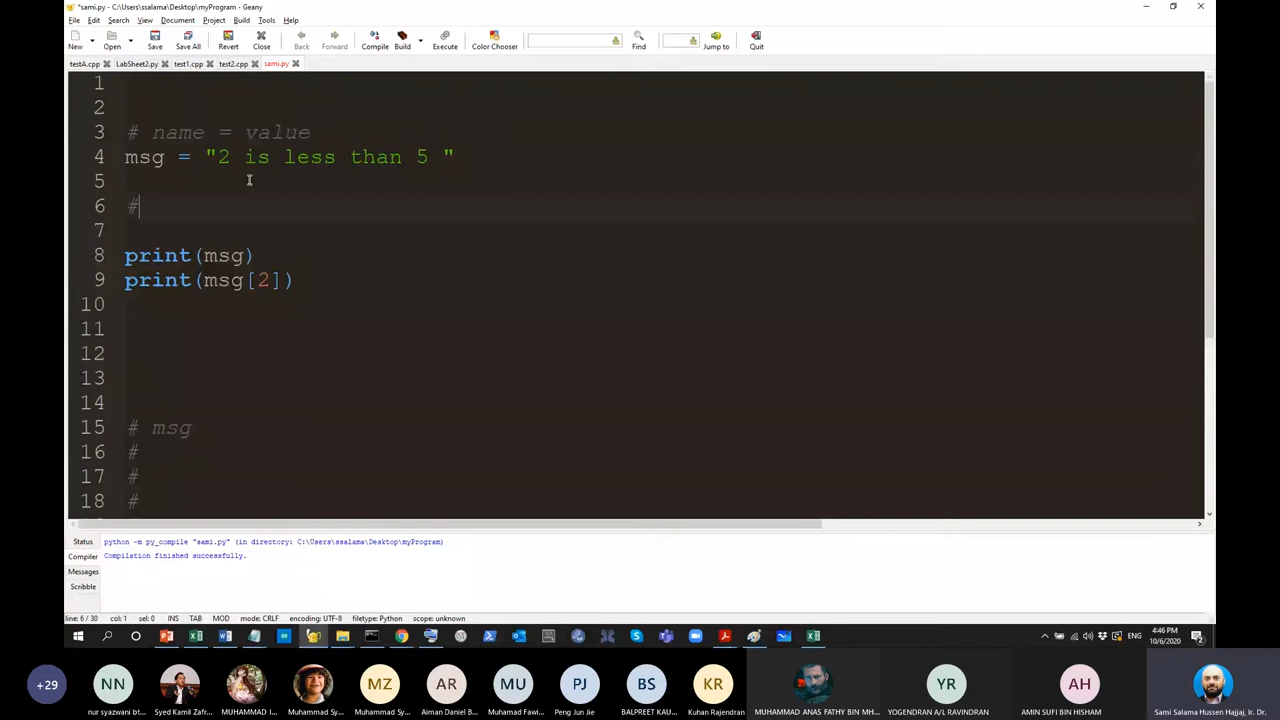 *sami.py - C:\Users\ssalama\Desktop\myProgram - Geany
File Edit Search View Document Project Build Tools Help
New Open Save Save All Revert Close Back Forward Compile Build Execute Color Chooser Find Jump to Quit
testA.cpp LabSheet2.py test1.cpp test2.cpp sami.py
1
2
3 # name = value
4 msg = "2 is less than 5 "
5
6 #
7
8 print(msg)
9 print(msg[2])
10
11
12
13
14
15 # msg
16 #
17 #
18 #
Status python -m py_compile "sami.py" (in directory: C:\Users\ssalama\Desktop\myProgram)
Compiler Compilation finished successfully.
Messages
Scribble
line: 6 / 30 col: 1 sel: 0 INS TAB MOD mode: CRLF encoding: UTF-8 filetype: Python scope: unknown
ENG 4:46 PM
10/6/2020
+29 NN MZ AR MU PJ BS KR YR AH
nur syazwani bt... Syed Kamil Zafr... MUHAMMAD I... Muhammad Sy... Muhammad Sy... Aiman Daniel B... Muhamad Fawi... Peng Jun Jie BALPREET KAU... Kuhan Rajendran MUHAMMAD ANAS FATHY BIN MH... YOGENDRAN A/L RAVINDRAN AMIN SUFI BIN HISHAM Sami Salama Hussen Hajjaj, Ir. Dr.